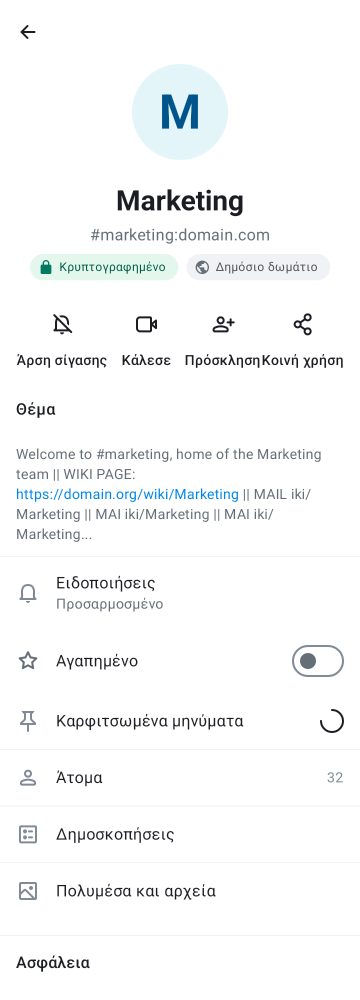 M
Marketing
#marketing:domain.com
Κρυπτογραφημένο Δημόσιο δωμάτιο
Άρση σίγασης Κάλεσε Πρόσκληση Κοινή χρήση
Θέμα
Welcome to #marketing, home of the Marketing
team || WIKI PAGE:
https://domain.org/wiki/Marketing || MAIL iki/
Marketing || MAI iki/Marketing || MAI iki/
Marketing...
Ειδοποιήσεις
Προσαρμοσμένο
Αγαπημένο
Καρφιτσωμένα μηνύματα
Άτομα 32
Δημοσκοπήσεις
Πολυμέσα και αρχεία
Ασφάλεια